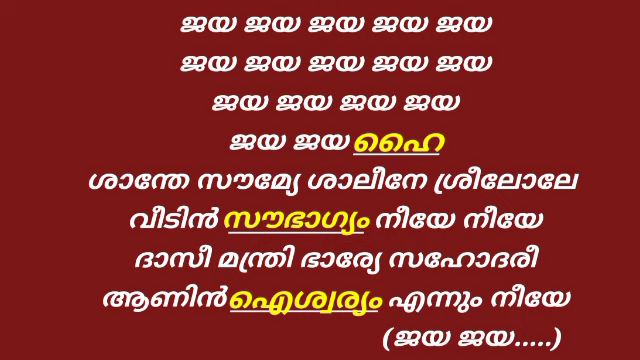 ജയ ജയ ജയ ജയ ജയ
ജയ ജയ ജയ ജയ ജയ
ജയ ജയ ജയ ജയ
ജയ ജയ ഹൈ
ശാന്തേ സൗമ്യേ ശാലീനേ ശ്രീലോലേ
വീടിൻ സൗഭാഗ്യം നീയേ നീയേ
ദാസീ മന്ത്രി ഭാര്യേ സഹോദരീ
ആണിൻ ഐശ്വര്യം എന്നും നീയേ
(ജയ ജയ.....)